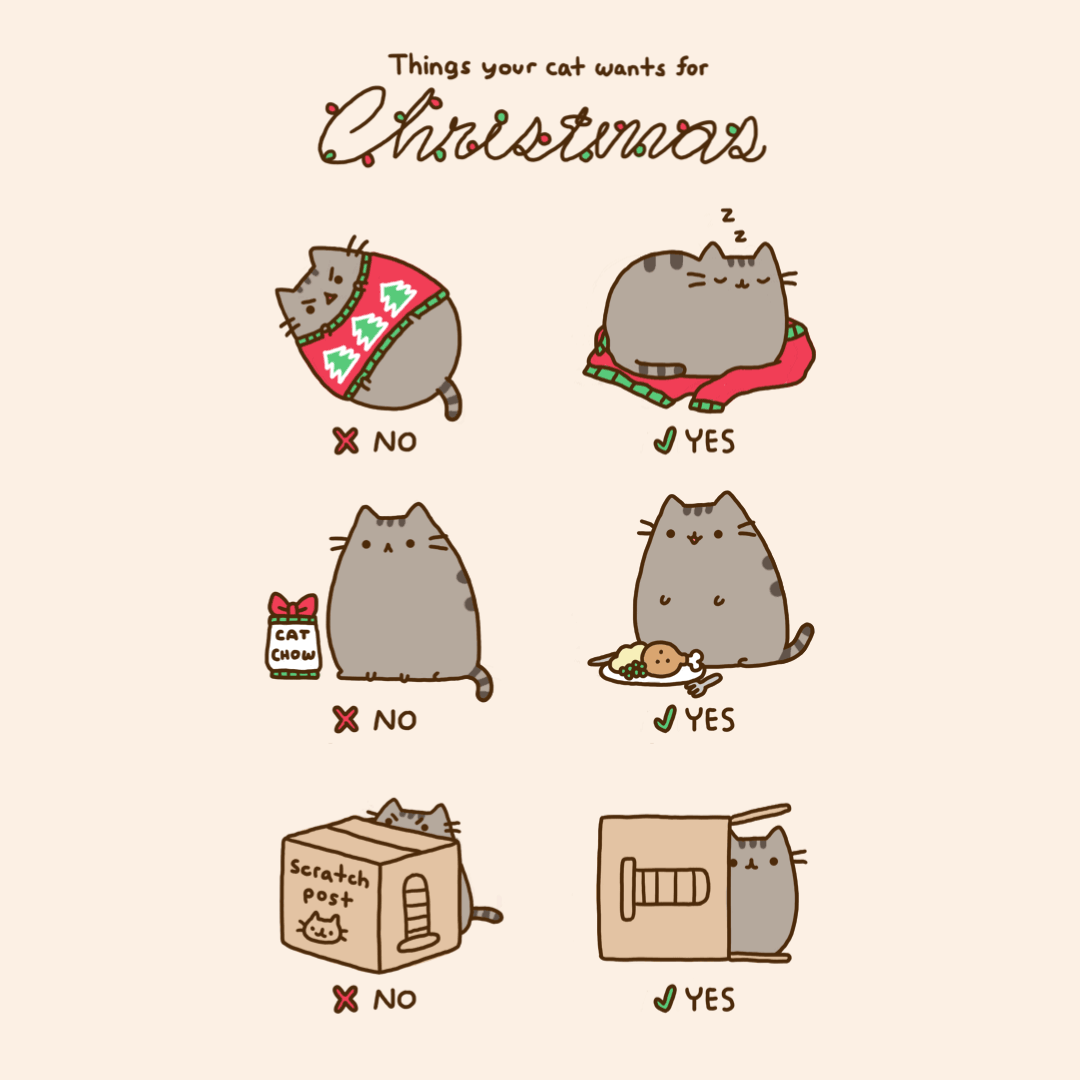 Things your cat wants for
Christmas
z
z
NO
YES
CAT
CHOW
NO
YES
Scratch
post
NO
YES